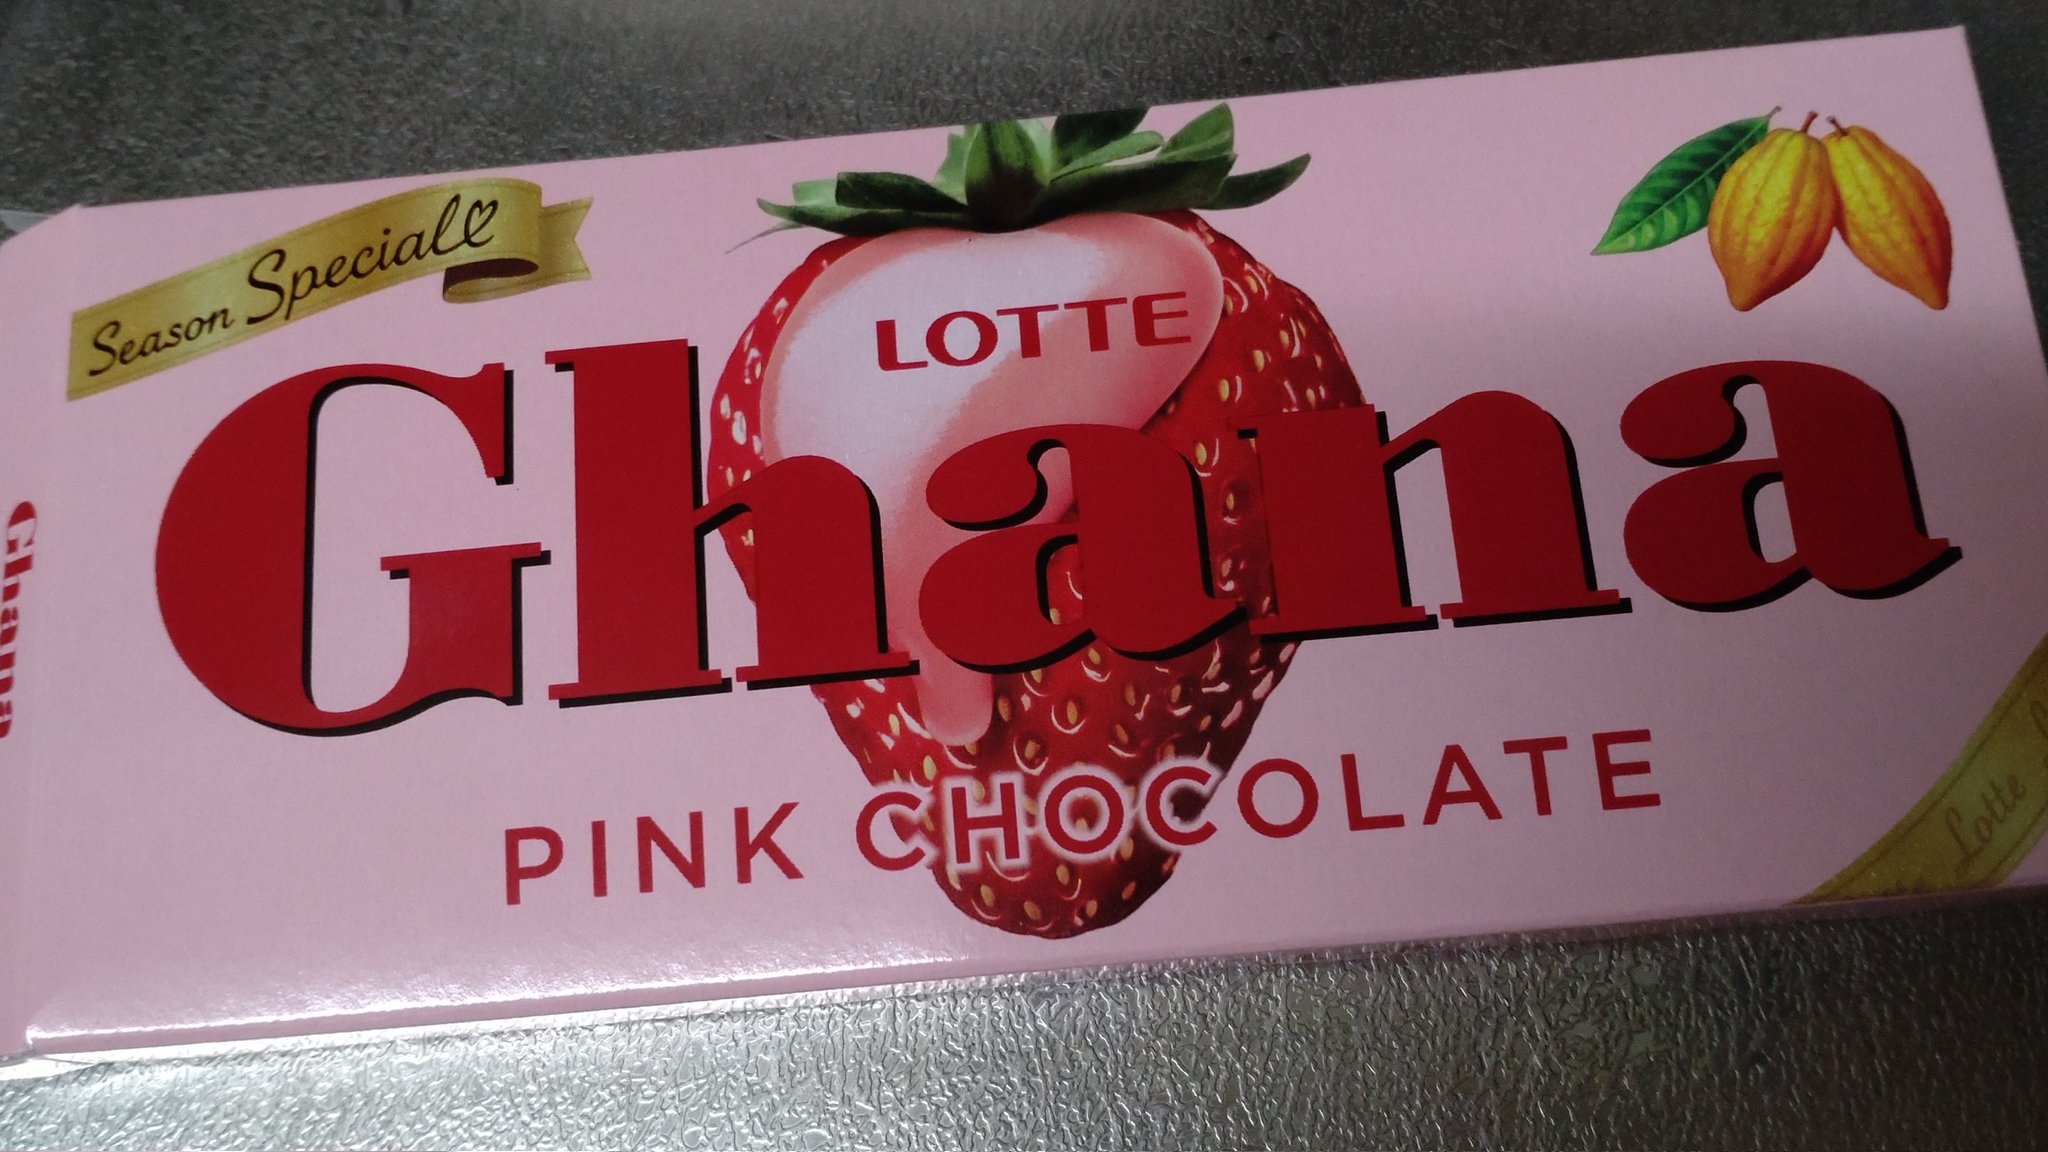 Season Special
LOTTE
Ghana
PINK CHOCOLATE
Ghana
Lotte